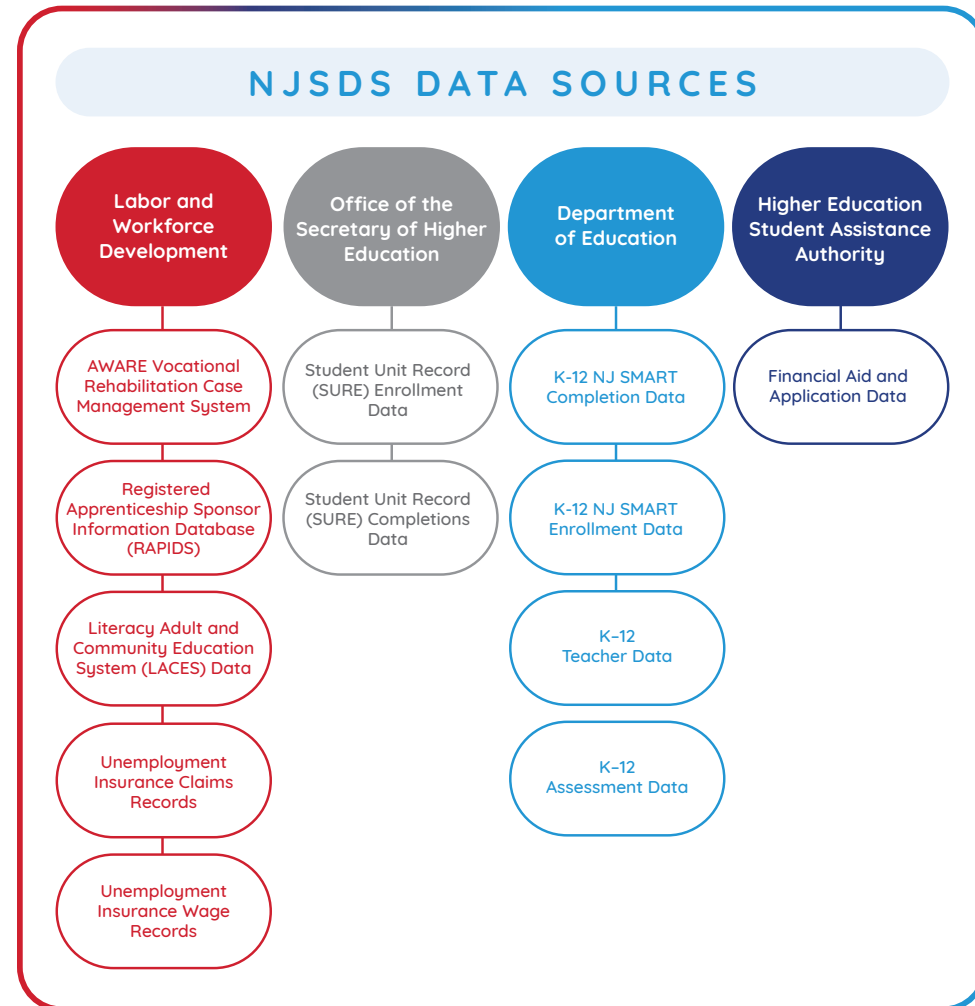 NJSDS DATA SOURCES
Labor and
Workforce
Development
AWARE Vocational
Rehabilitation Case
Management System
Registered
Apprenticeship Sponsor
Information Database
(RAPIDS)
Literacy Adult and
Community Education
System (LACES) Data
Unemployment
Insurance Claims
Records
Unemployment
Insurance Wage
Records
Office of the
Secretary of Higher
Education
Student Unit Record
(SURE) Enrollment
Data
Student Unit Record
(SURE) Completions
Data
Department
of Education
K-12 NJ SMART
Completion Data
K-12 NJ SMART
Enrollment Data
K–12
Teacher Data
K–12
Assessment Data
Higher Education
Student Assistance
Authority
Financial Aid and
Application Data